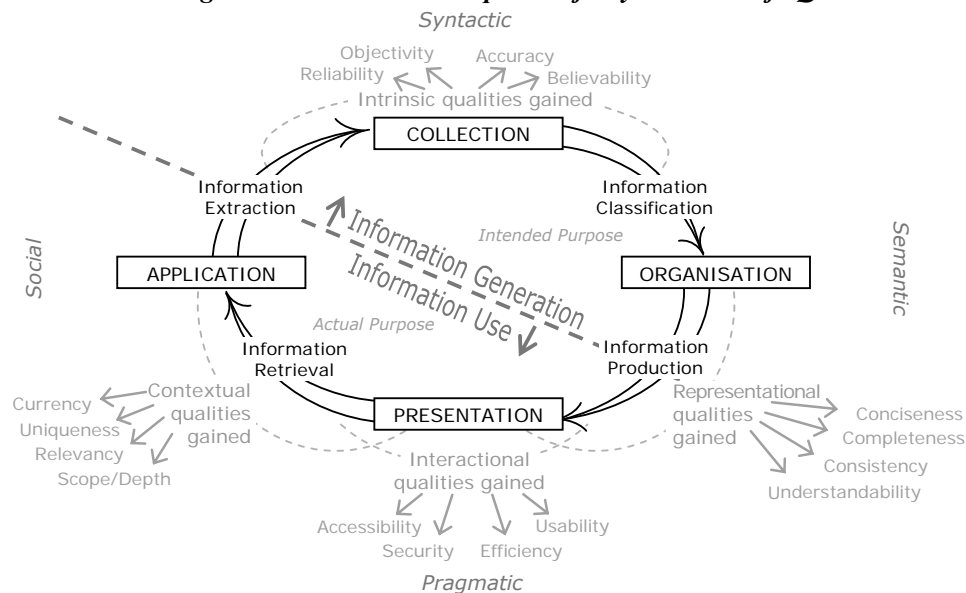 Syntactic
Objectivity
Accuracy
Reliability
Believability
Intrinsic qualities gained
COLLECTION
Information
Extraction
Information
Classification
Information Generation
Intended Purpose
Social
Semantic
APPLICATION
ORGANISATION
Information Use
Actual Purpose
Information
Retrieval
Information
Production
PRESENTATION
Contextual
qualities
gained
Currency
Uniqueness
Relevancy
Scope/Depth
Representational
qualities
gained
Conciseness
Completeness
Consistency
Understandability
Interactional
qualities gained
Accessibility
Usability
Security
Efficiency
Pragmatic